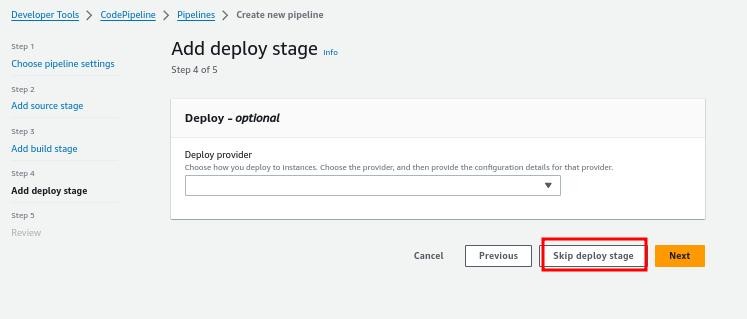 Developer Tools > CodePipeline > Pipelines > Create new pipeline
Step 1
Choose pipeline settings
Step 2
Add source stage
Step 3
Add build stage
Step 4
Add deploy stage
Step 5
Review
Add deploy stage Info
Step 4 of 5
Deploy - optional
Deploy provider
Choose how you deploy to instances. Choose the provider, and then provide the configuration details for that provider.
Cancel Previous Skip deploy stage Next